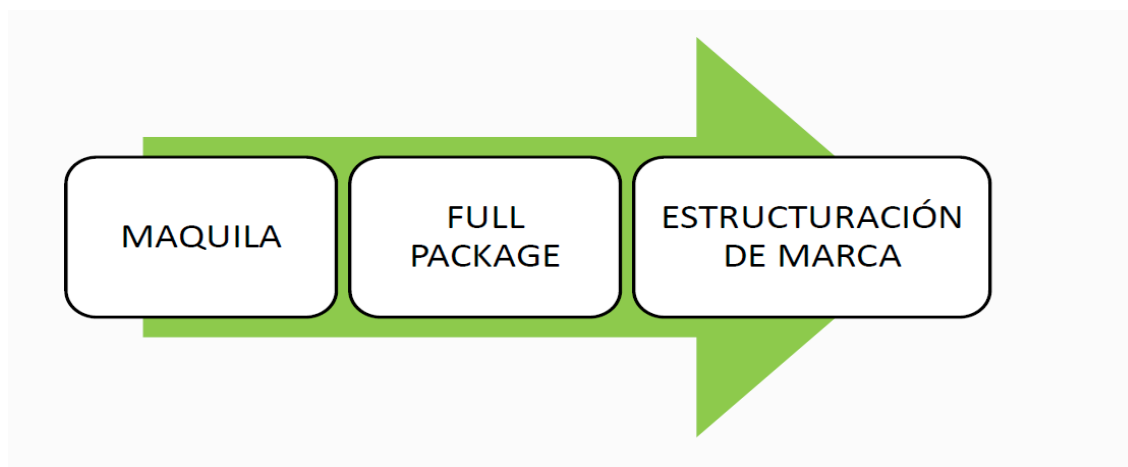 MAQUILA
FULL
PACKAGE
ESTRUCTURACIÓN
DE MARCA